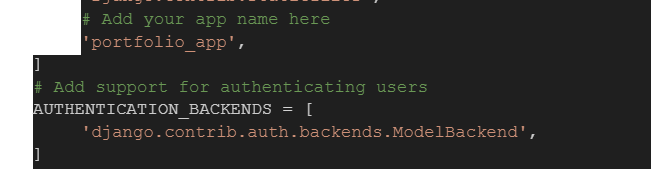 # Add your app name here
'portfolio_app',
]
# Add support for authenticating users
AUTHENTICATION_BACKENDS = [
'django.contrib.auth.backends.ModelBackend',
]